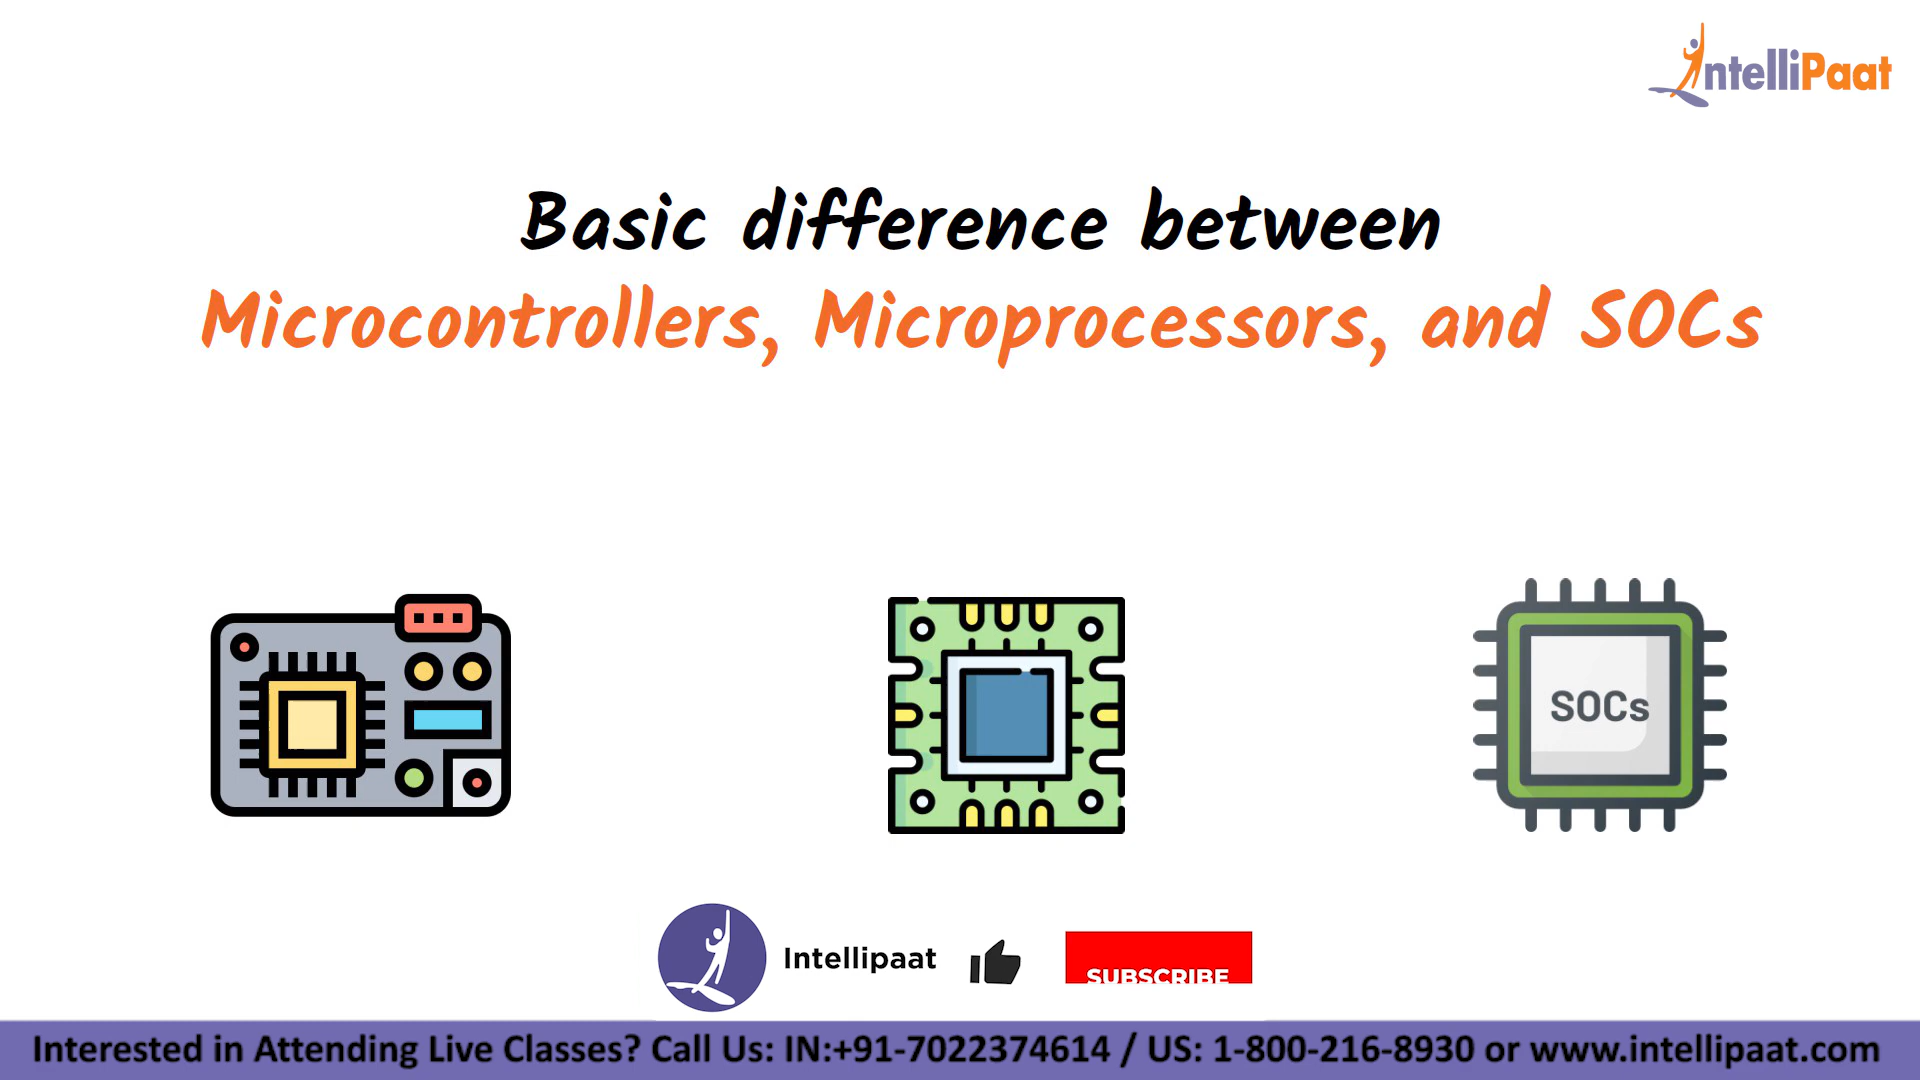 IntelliPaat
Basic difference between
Microcontrollers, Microprocessors, and SOCs
SOCs
Intellipaat
SUBSCRIBE
Interested in Attending Live Classes? Call Us: IN:+91-7022374614 / US: 1-800-216-8930 or www.intellipaat.com